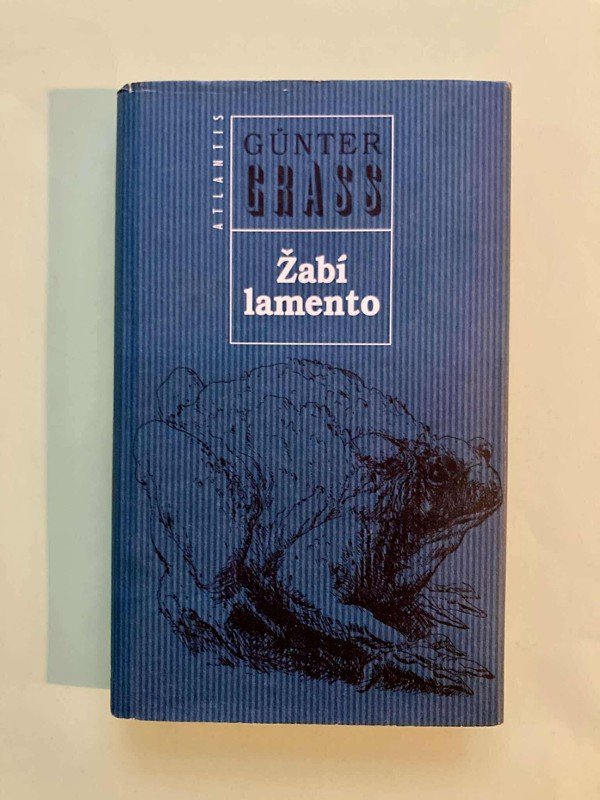 ATLANTIS
GÜNTER
GRASS
Žabí
lamento